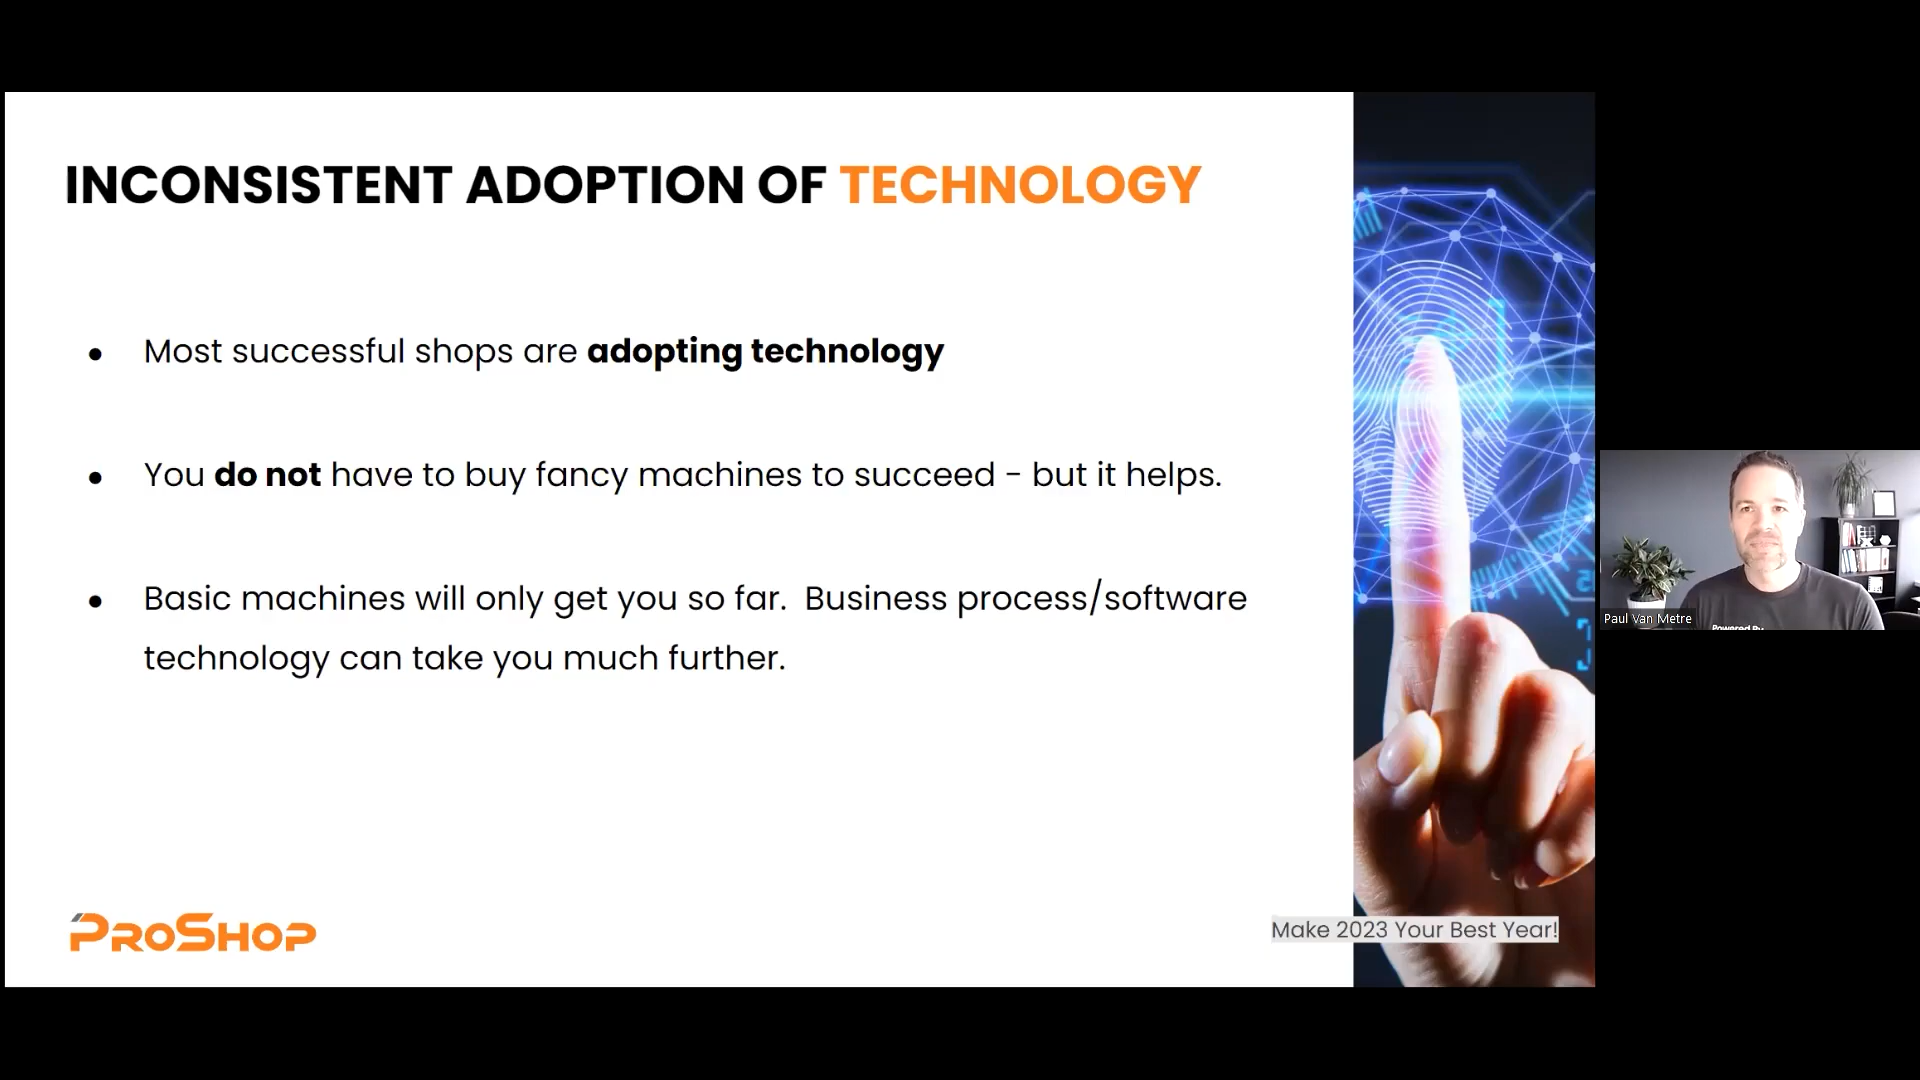 INCONSISTENT ADOPTION OF TECHNOLOGY
● Most successful shops are adopting technology
● You do not have to buy fancy machines to succeed - but it helps.
● Basic machines will only get you so far.  Business process/software
technology can take you much further.
Paul Van Metre
Powered By
PROSHOP
Make 2023 Your Best Year!